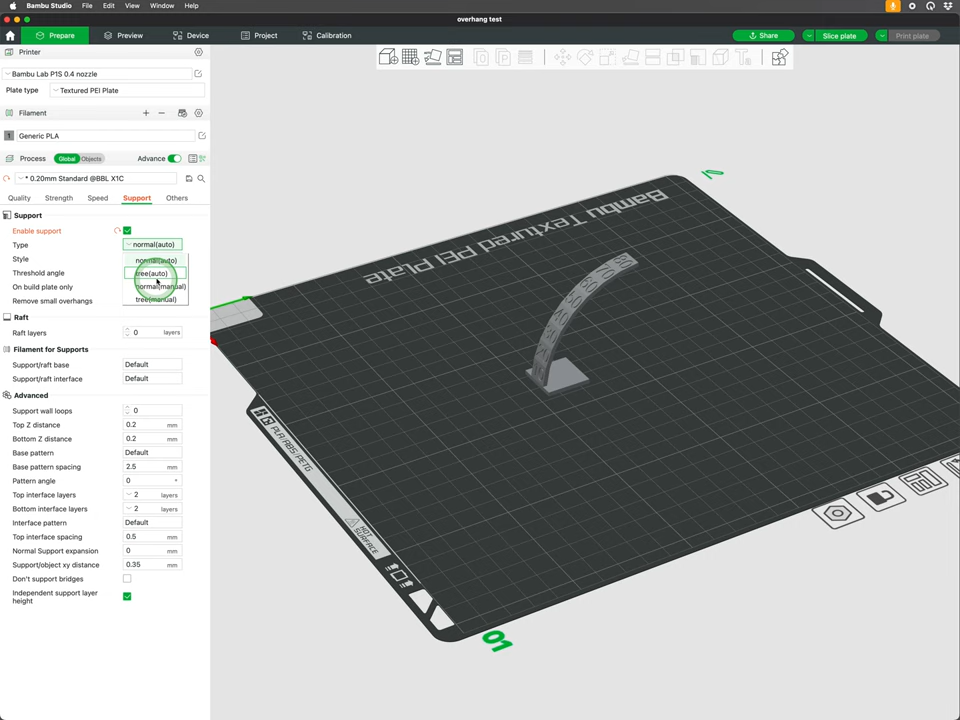 Bambu Studio File Edit View Window Help
overhang test
Prepare Preview Device Project Calibration Share Slice plate Print plate
Printer
Bambu Lab P1S 0.4 nozzle
Plate type Textured PEI Plate
Filament
1 Generic PLA
Process Global Objects Advance
* 0.20mm Standard @BBL X1C
Quality Strength Speed Support Others
Support
Enable support
Type normal(auto)
Style normal(auto)
Threshold angle tree(auto)
On build plate only normal(manual)
Remove small overhangs tree(manual)
Raft
Raft layers 0 layers
Filament for Supports
Support/raft base Default
Support/raft interface Default
Advanced
Support wall loops 0
Top Z distance 0.2 mm
Bottom Z distance 0.2 mm
Base pattern Default
Base pattern spacing 2.5 mm
Pattern angle 0 °
Top interface layers 2 layers
Bottom interface layers 2 layers
Interface pattern Default
Top interface spacing 0.5 mm
Normal Support expansion 0 mm
Support/object xy distance 0.35 mm
Don't support bridges
Independent support layer
height
Bambu Textured PEI Plate
PLA/ABS/PETG
HOT
SURFACE
01